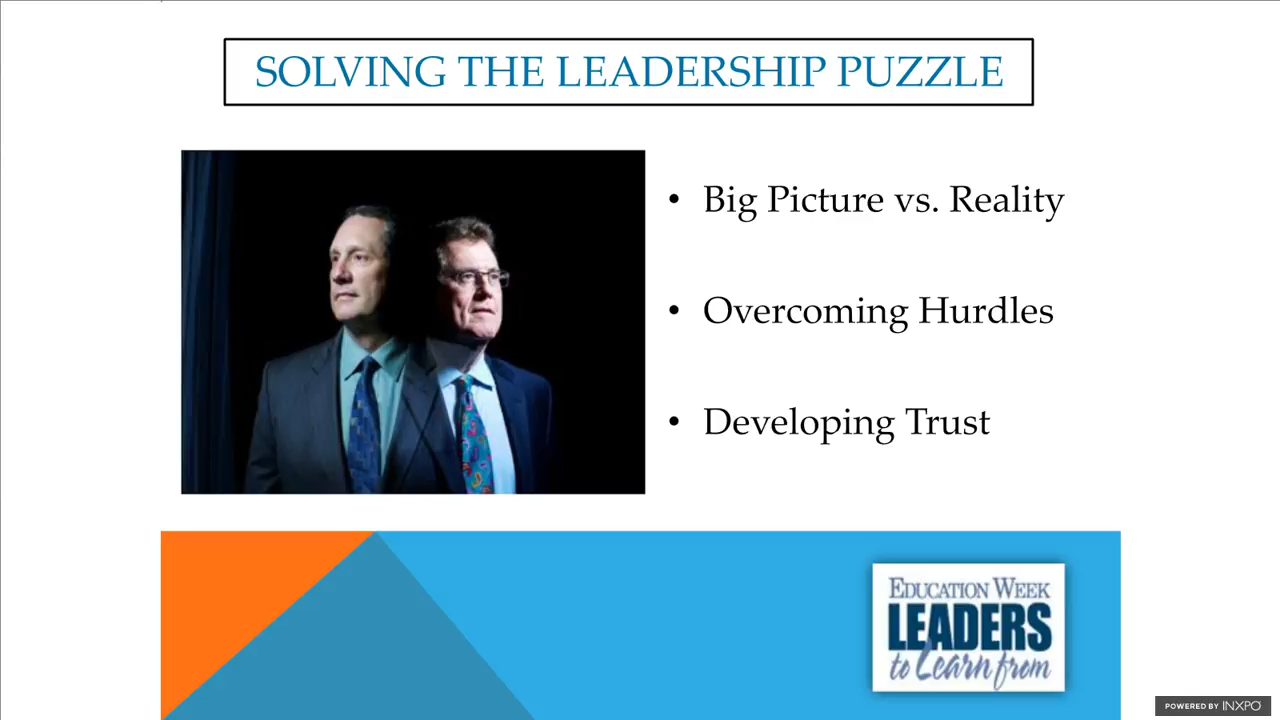 SOLVING THE LEADERSHIP PUZZLE
• Big Picture vs. Reality
• Overcoming Hurdles
• Developing Trust
EDUCATION WEEK
LEADERS
to Learn from
POWERED BY INXPO